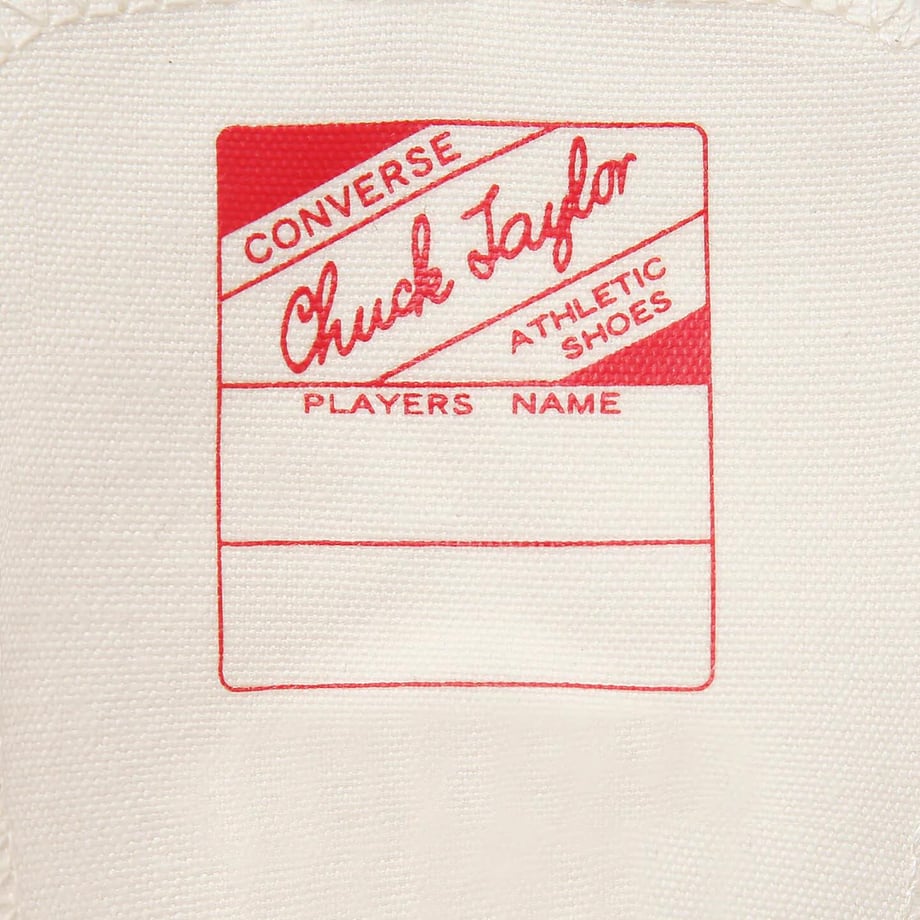 CONVERSE
Chuck Taylor
ATHLETIC
SHOES
PLAYERS NAME